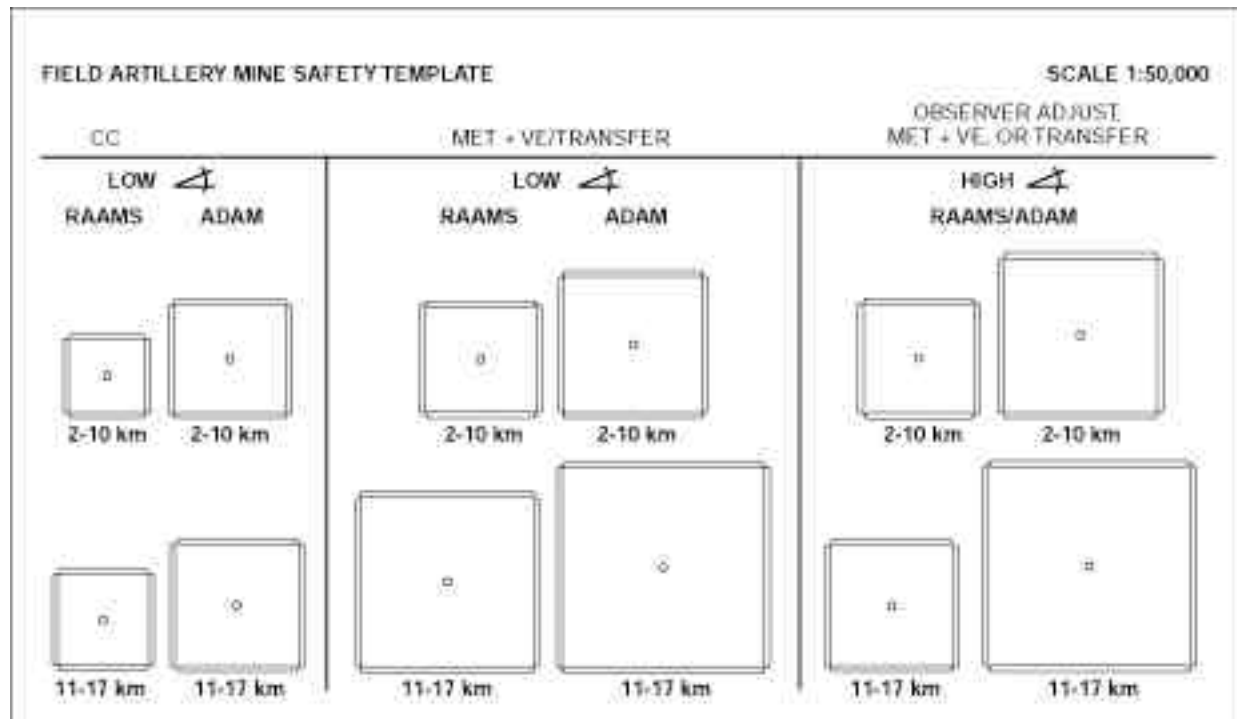 FIELD ARTILLERY MINE SAFETY TEMPLATE SCALE 1:50,000
CC MET + VE/TRANSFER OBSERVER ADJUST,
MET + VE, OR TRANSFER
LOW LOW HIGH
RAAMS ADAM RAAMS ADAM RAAMS/ADAM
2-10 km 2-10 km 2-10 km 2-10 km 2-10 km 2-10 km
11-17 km 11-17 km 11-17 km 11-17 km 11-17 km 11-17 km